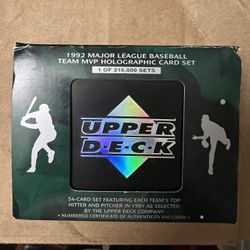 1992 MAJOR LEAGUE BASEBALL
TEAM MVP HOLOGRAPHIC CARD SET
1 OF 216,000 SETS
UPPER
D·E·C·K
54-CARD SET FEATURING EACH TEAM'S TOP
HITTER AND PITCHER IN 1991 AS SELECTED
BY THE UPPER DECK COMPANY
• NUMBERED CERTIFICATE OF AUTHENTICITY ENCLOSED •